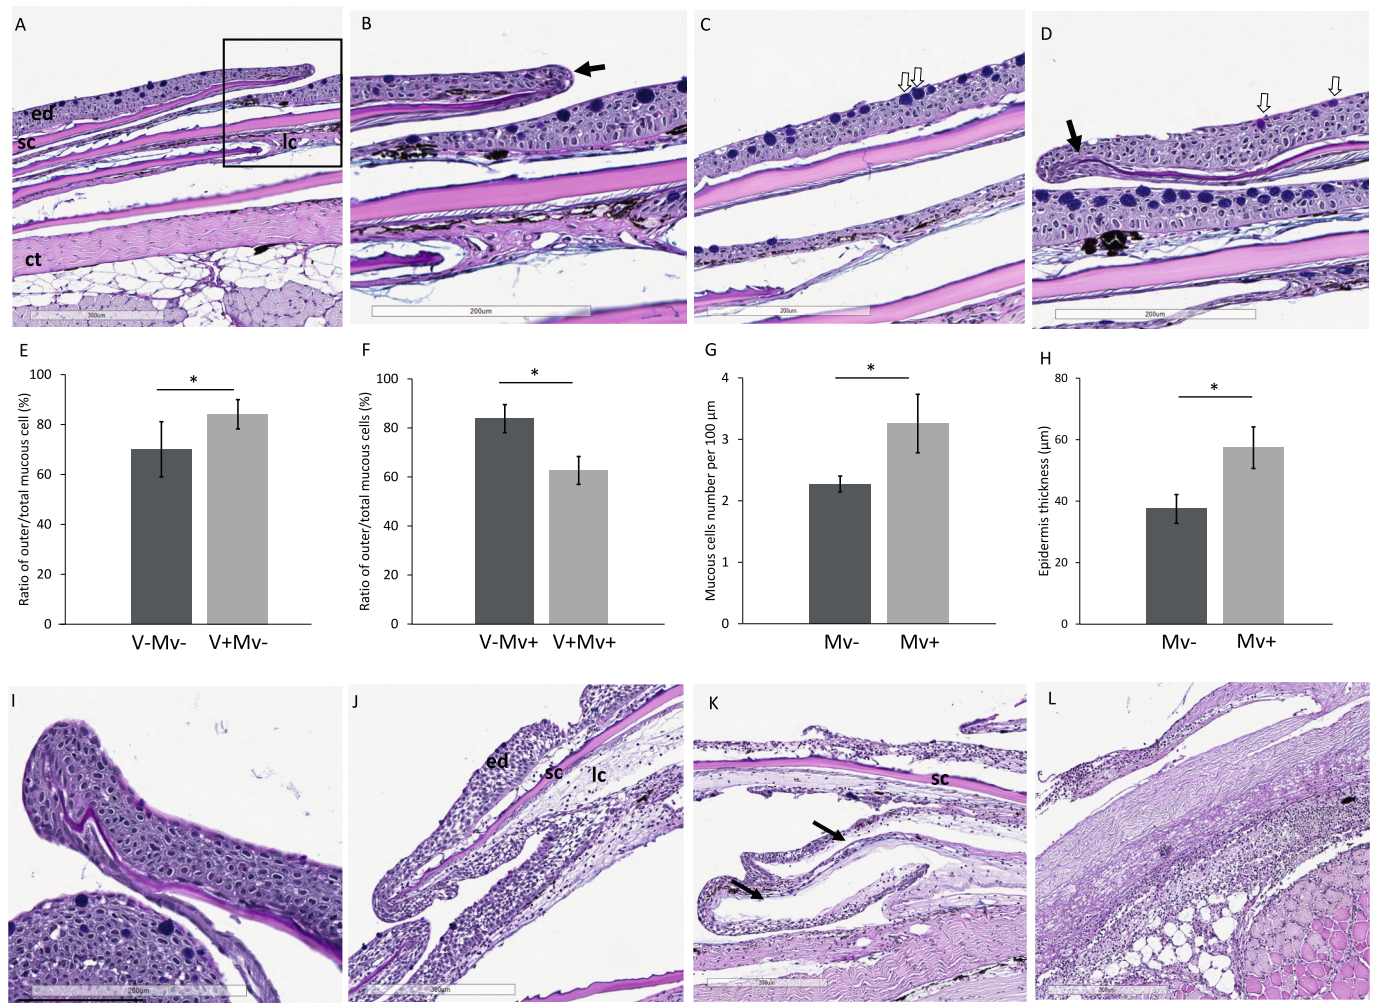 A
ed
sc
lc
ct
300um
B
200um
C
200um
D
200um
E
Ratio of outer/total mucous cell (%)
100
80
60
40
20
0
*
V-Mv-
V+Mv-
F
Ratio of outer/total mucous cells (%)
100
80
60
40
20
0
*
V-Mv+
V+Mv+
G
Mucous cells number per 100 µm
4
3
2
1
0
*
Mv-
Mv+
H
Epidermis thickness (µm)
80
60
40
20
0
*
Mv-
Mv+
I
200um
J
ed
sc
lc
300um
K
sc
300um
L
300um